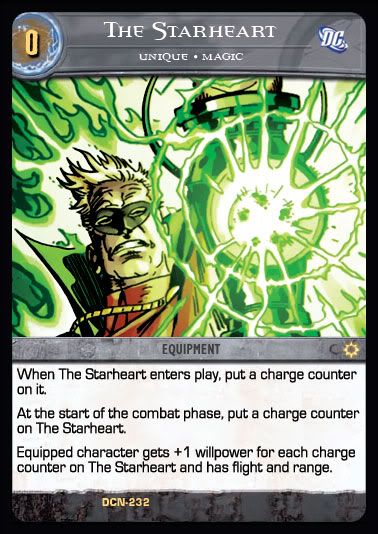 0
The Starheart
DC
Unique • Magic
EQUIPMENT
C
When The Starheart enters play, put a charge counter
on it.
At the start of the combat phase, put a charge counter
on The Starheart.
Equipped character gets +1 willpower for each charge
counter on The Starheart and has flight and range.
DCN-232